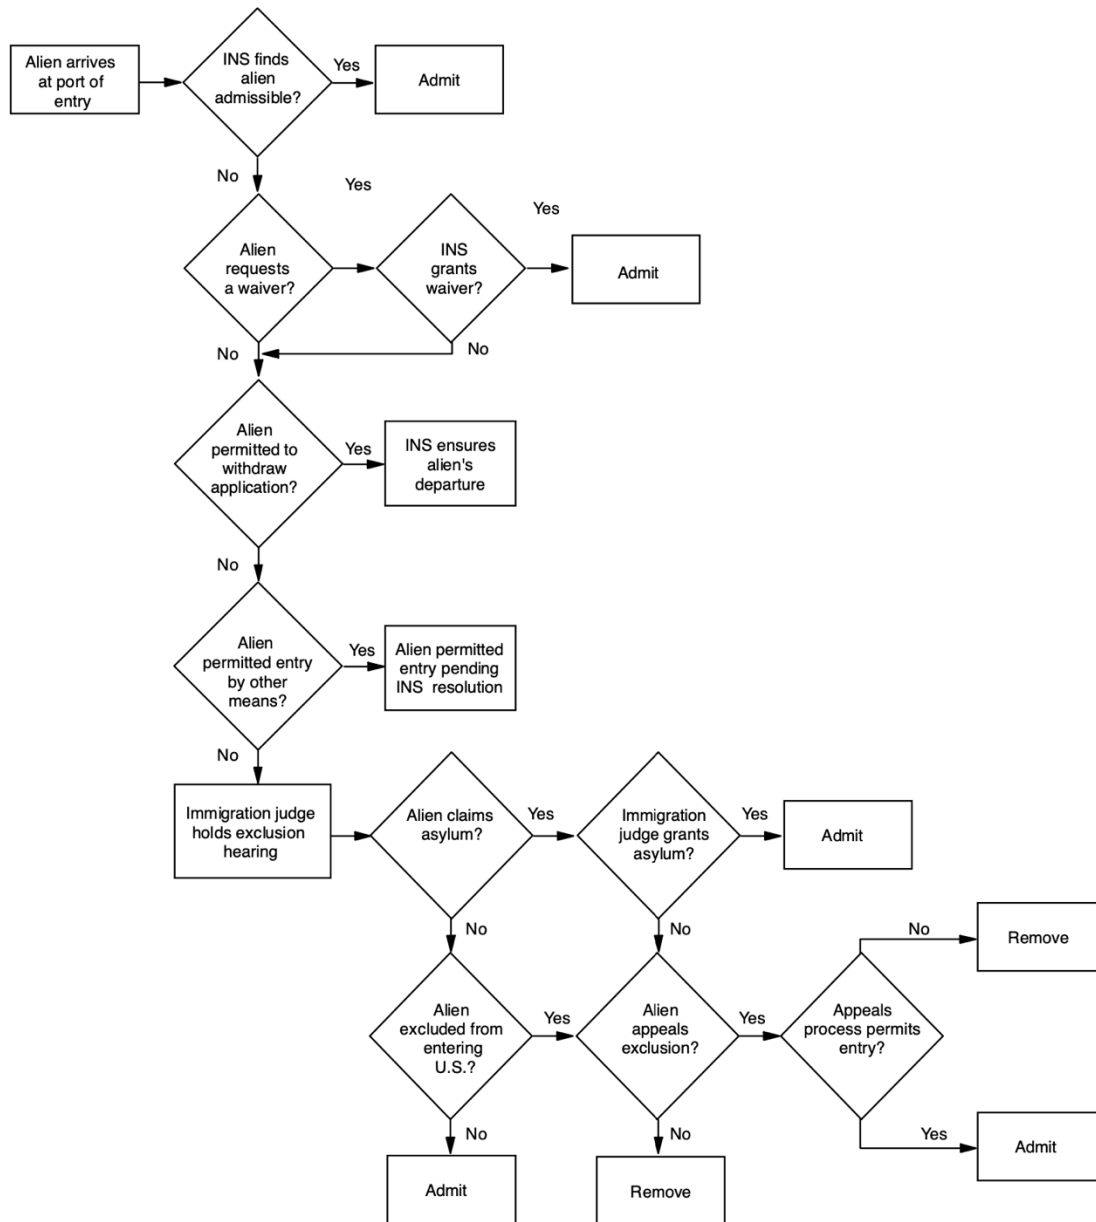 Alien arrives
at port of
entry
INS finds
alien
admissible?
Yes
Admit
No
Yes
Alien
requests
a waiver?
INS
grants
waiver?
Yes
Admit
No
No
Alien
permitted to
withdraw
application?
Yes
INS ensures
alien's
departure
No
Alien
permitted entry
by other
means?
Yes
Alien permitted
entry pending
INS resolution
No
Immigration judge
holds exclusion
hearing
Alien claims
asylum?
Yes
Immigration
judge grants
asylum?
Yes
Admit
No
No
Alien
excluded from
entering
U.S.?
Yes
Alien
appeals
exclusion?
Yes
Appeals
process permits
entry?
No
Remove
Yes
Admit
No
Admit
No
Remove